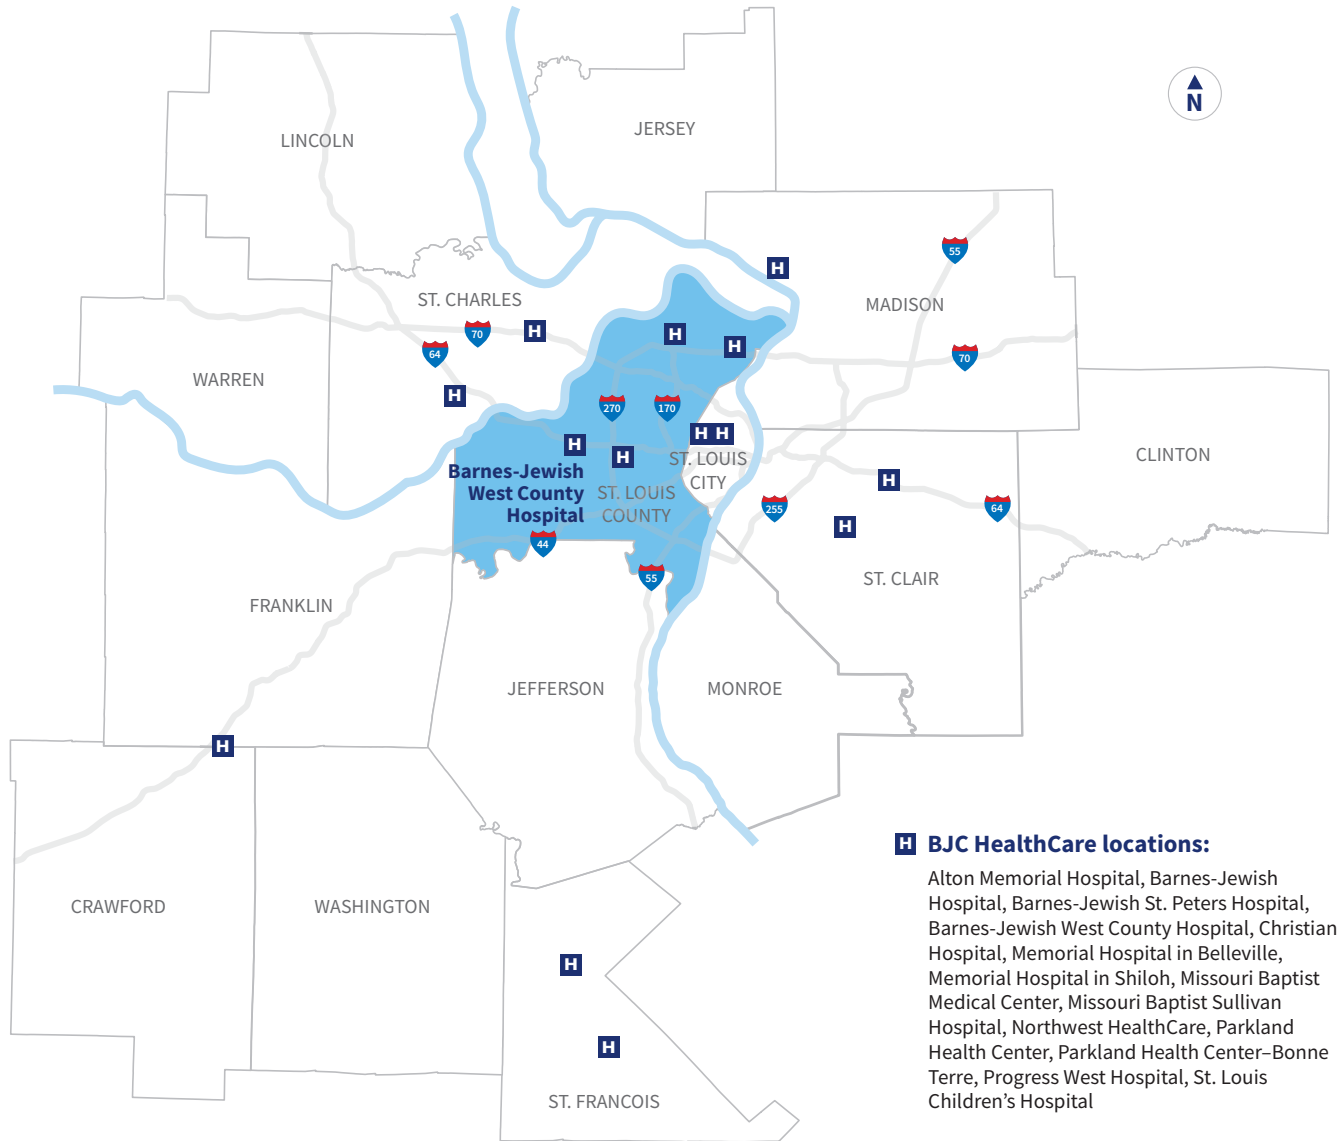 N
LINCOLN
JERSEY
55
H
ST. CHARLES
MADISON
70
H
H
H
64
70
WARREN
H
270
170
H
H H
H
CLINTON
ST. LOUIS
CITY
Barnes-Jewish
West County
Hospital
ST. LOUIS
COUNTY
H
255
64
H
44
55
ST. CLAIR
FRANKLIN
JEFFERSON
MONROE
H
H BJC HealthCare locations:
Alton Memorial Hospital, Barnes-Jewish
Hospital, Barnes-Jewish St. Peters Hospital,
Barnes-Jewish West County Hospital, Christian
Hospital, Memorial Hospital in Belleville,
Memorial Hospital in Shiloh, Missouri Baptist
Medical Center, Missouri Baptist Sullivan
Hospital, Northwest HealthCare, Parkland
Health Center, Parkland Health Center–Bonne
Terre, Progress West Hospital, St. Louis
Children’s Hospital
CRAWFORD
WASHINGTON
H
H
ST. FRANCOIS